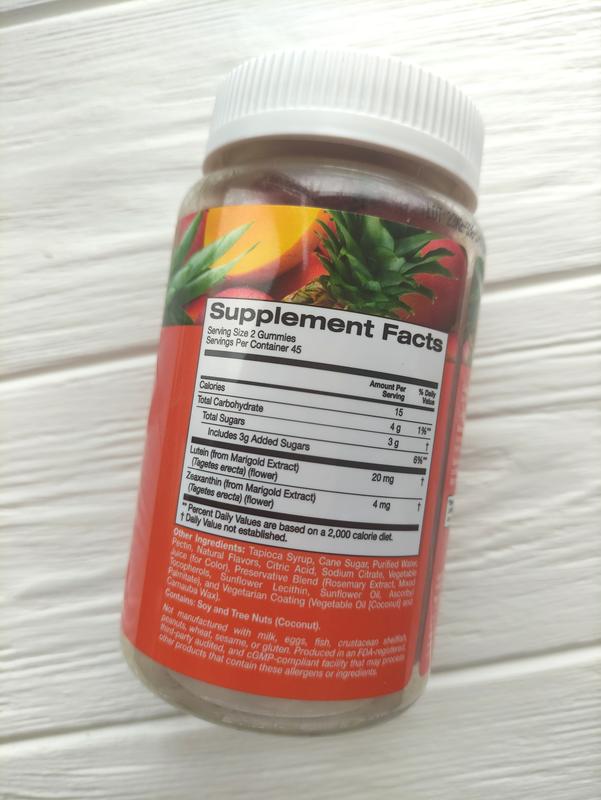 Supplement Facts
Serving Size 2 Gummies
Servings Per Container 45
Amount Per Serving % Daily Value
Calories 15
Total Carbohydrate 4 g 1%**
Total Sugars 3 g †
Includes 3g Added Sugars 6%**
Lutein (from Marigold Extract)
(Tagetes erecta) (flower) 20 mg †
Zeaxanthin (from Marigold Extract)
(Tagetes erecta) (flower) 4 mg †
** Percent Daily Values are based on a 2,000 calorie diet.
† Daily Value not established.
Other Ingredients: Tapioca Syrup, Cane Sugar, Purified Water,
Pectin, Natural Flavors, Citric Acid, Sodium Citrate, Vegetable
Juice (for Color), Preservative Blend (Rosemary Extract, Mixed
Tocopherols, Sunflower Lecithin, Sunflower Oil, Ascorbyl
Palmitate), and Vegetarian Coating (Vegetable Oil [Coconut] and
Carnauba Wax).
Contains: Soy and Tree Nuts (Coconut).
Not manufactured with milk, eggs, fish, crustacean shellfish,
peanuts, wheat, sesame, or gluten. Produced in an FDA-registered,
third-party audited, and cGMP-compliant facility that may process
other products that contain these allergens or ingredients.